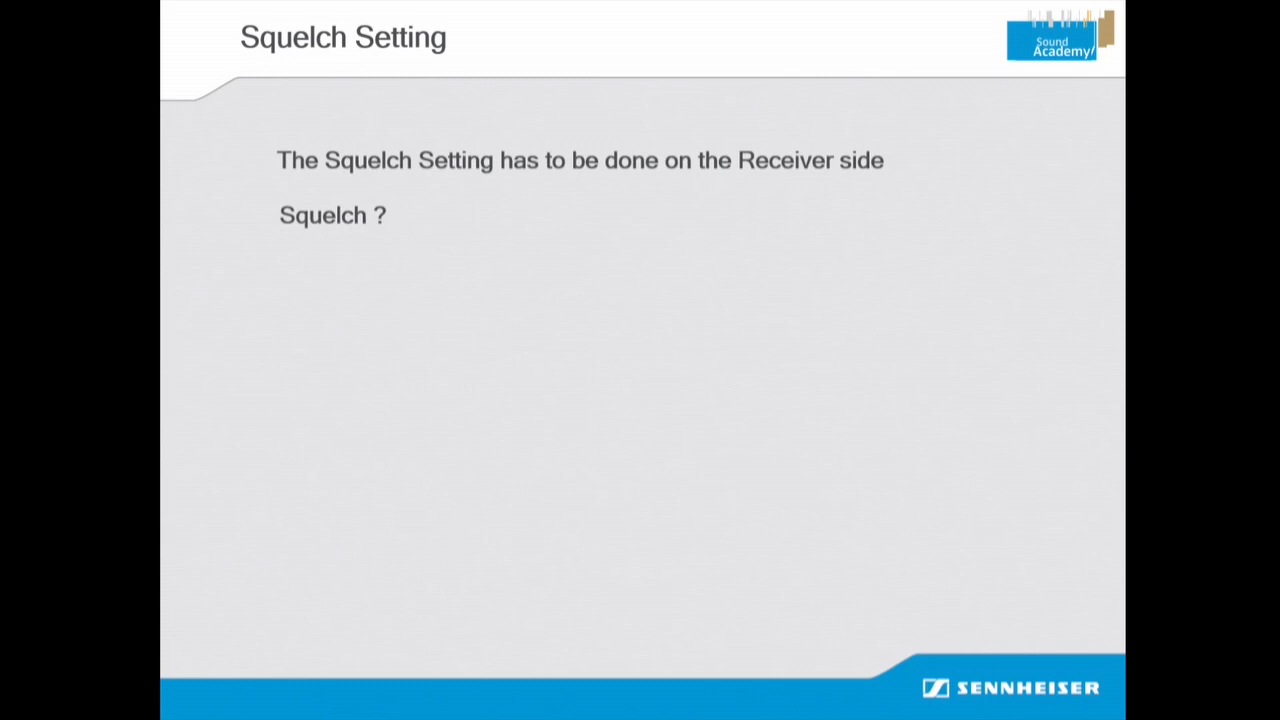 Squelch Setting
Sound
Academy/
The Squelch Setting has to be done on the Receiver side
Squelch ?
SENNHEISER